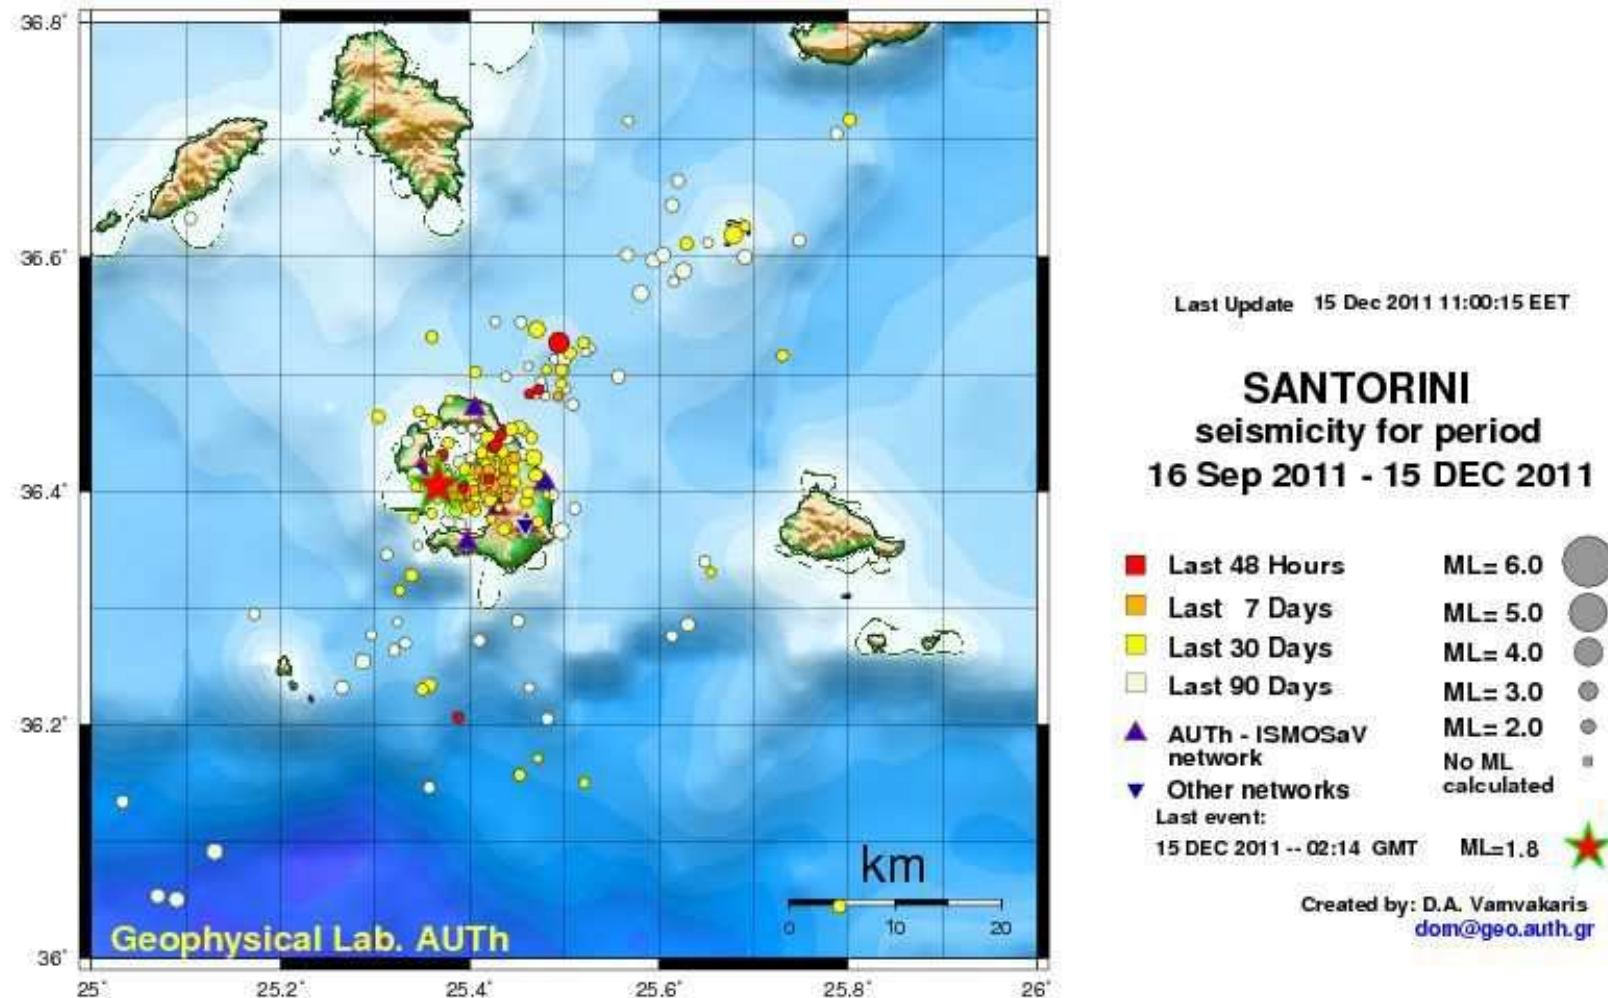 36.8°
36.6°
36.4°
36.2°
36°
25°
25.2°
25.4°
25.6°
25.8°
26°
km
0 10 20
Geophysical Lab. AUTh
Last Update 15 Dec 2011 11:00:15 EET
SANTORINI
seismicity for period
16 Sep 2011 - 15 DEC 2011
Last 48 Hours
Last 7 Days
Last 30 Days
Last 90 Days
AUTh - ISMOSaV
network
Other networks
ML= 6.0
ML= 5.0
ML= 4.0
ML= 3.0
ML= 2.0
No ML
calculated
Last event:
15 DEC 2011 -- 02:14 GMT ML=1.8
Created by: D.A. Vamvakaris
dom@geo.auth.gr